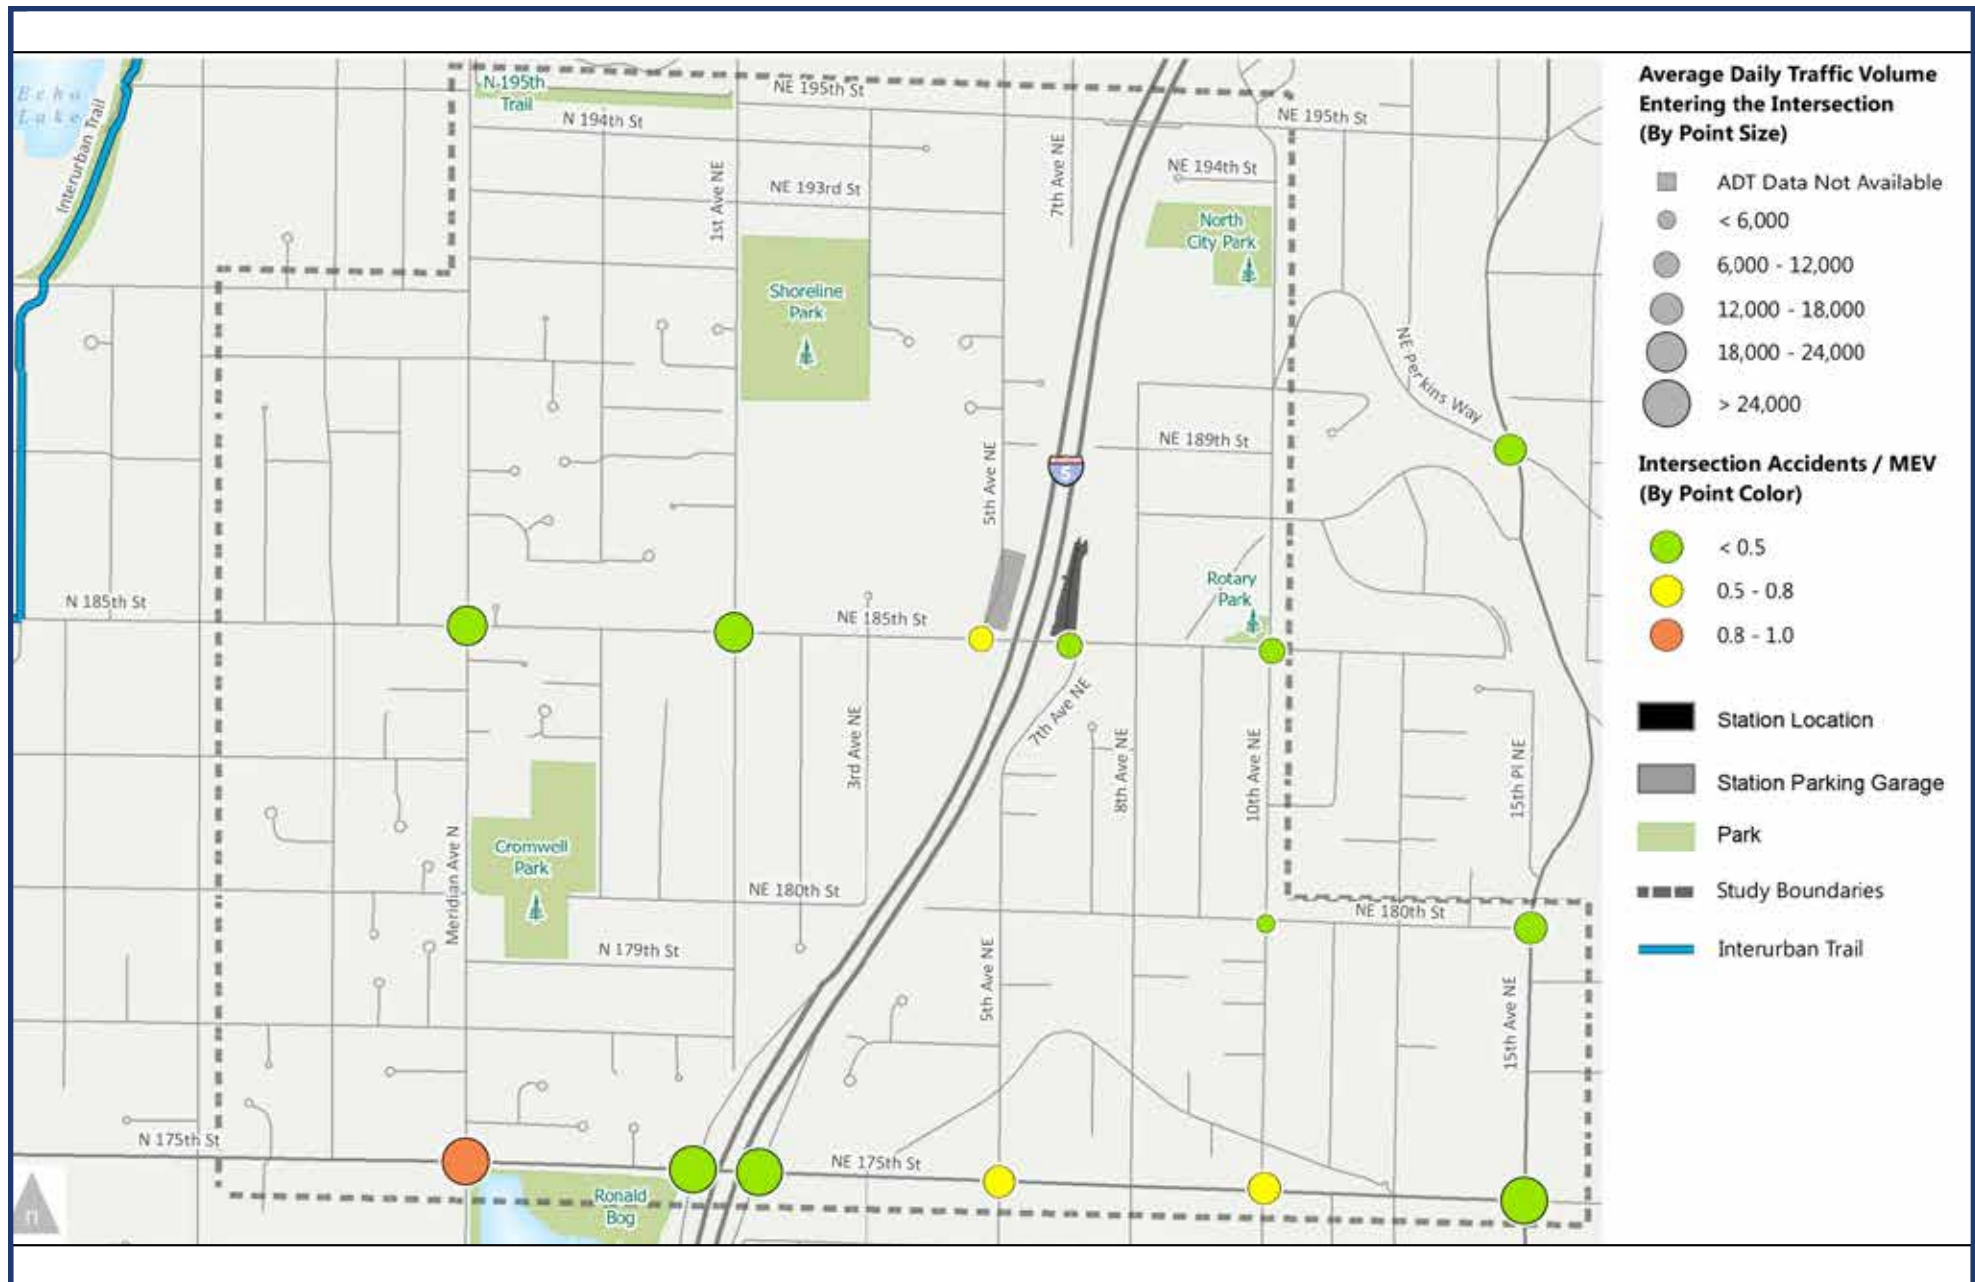 Echo
Lake
Interurban Trail
N 195th
Trail
NE 195th St
N 194th St
NE 195th St
7th Ave NE
NE 194th St
1st Ave NE
NE 193rd St
North
City Park
Shoreline
Park
NE Perkins Way
NE 189th St
5th Ave NE
5
Rotary
Park
N 185th St
NE 185th St
7th Ave NE
3rd Ave NE
8th Ave NE
10th Ave NE
15th Pl NE
Meridian Ave N
Cromwell
Park
NE 180th St
NE 180th St
N 179th St
5th Ave NE
15th Ave NE
N 175th St
NE 175th St
Ronald
Bog
n
Average Daily Traffic Volume
Entering the Intersection
(By Point Size)
ADT Data Not Available
< 6,000
6,000 - 12,000
12,000 - 18,000
18,000 - 24,000
> 24,000
Intersection Accidents / MEV
(By Point Color)
< 0.5
0.5 - 0.8
0.8 - 1.0
Station Location
Station Parking Garage
Park
Study Boundaries
Interurban Trail